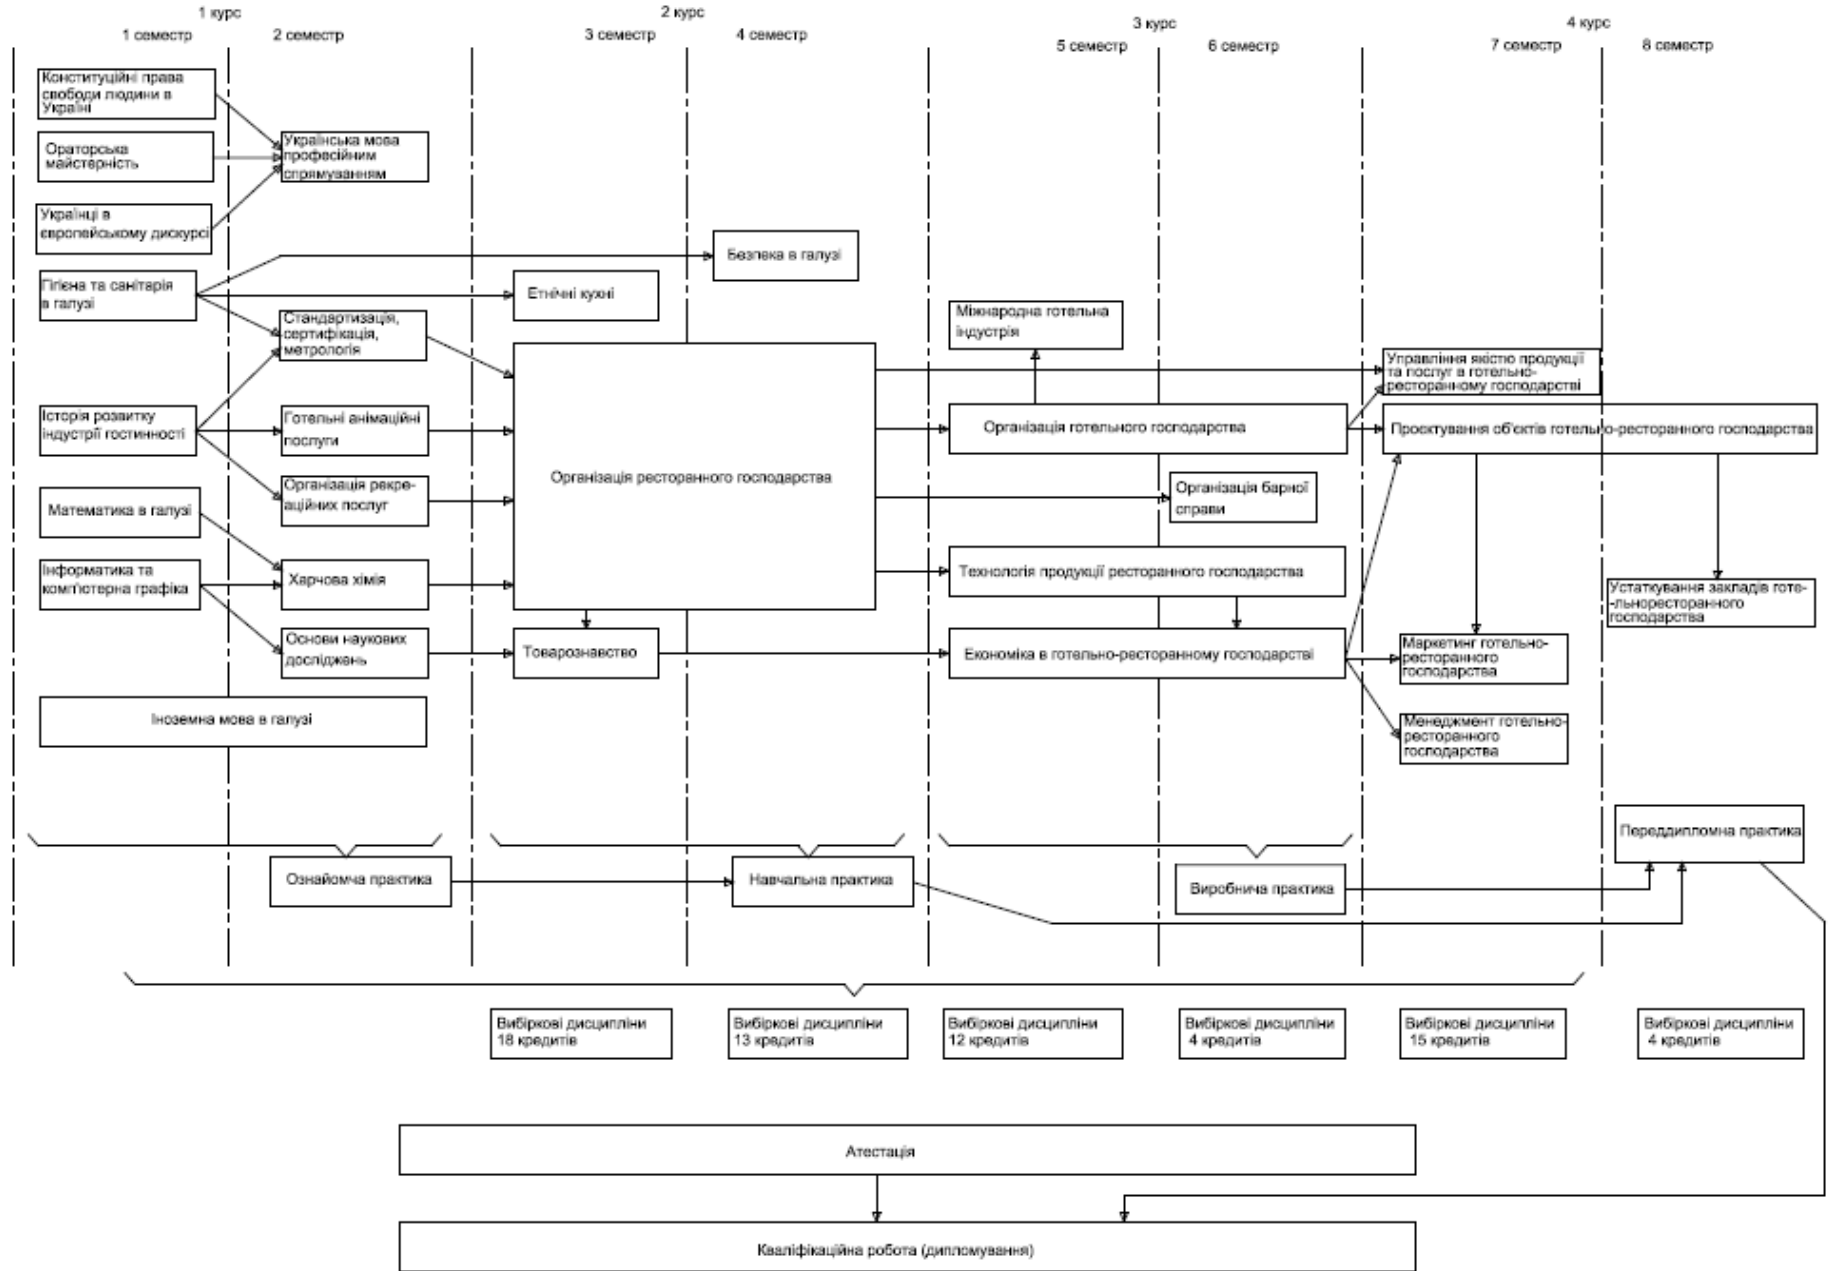 1 курс
2 курс
3 курс
4 курс
1 семестр
2 семестр
3 семестр
4 семестр
5 семестр
6 семестр
7 семестр
8 семестр
Конституційні права
свободи людини в
Україні
Ораторська
майстерність
Українська мова
професійним
спрямуванням
Українці в
європейському дискурсі
Безпека в галузі
Гігієна та санітарія
в галузі
Етнічні кухні
Стандартизація,
сертифікація,
метрологія
Міжнародна готельна
індустрія
Управління якістю продукції
та послуг в готельно-
ресторанному господарстві
Історія розвитку
індустрії гостинності
Готельні анімаційні
послуги
Організація готельного господарства
Проєктування об'єктів готельно-ресторанного господарства
Організація ресторанного господарства
Організація рекре-
аційних послуг
Організація барної
справи
Математика в галузі
Інформатика та
комп'ютерна графіка
Харчова хімія
Технологія продукції ресторанного господарства
Устаткування закладів готе-
-льноресторанного
господарства
Основи наукових
досліджень
Товарознавство
Економіка в готельно-ресторанному господарстві
Маркетинг готельно-
ресторанного
господарства
Іноземна мова в галузі
Менеджмент готельно-
ресторанного
господарства
Переддипломна практика
Ознайомча практика
Навчальна практика
Виробнича практика
Вибіркові дисципліни
18 кредитів
Вибіркові дисципліни
13 кредитів
Вибіркові дисципліни
12 кредитів
Вибіркові дисципліни
4 кредитів
Вибіркові дисципліни
15 кредитів
Вибіркові дисципліни
4 кредитів
Атестація
Кваліфікаційна робота (дипломування)